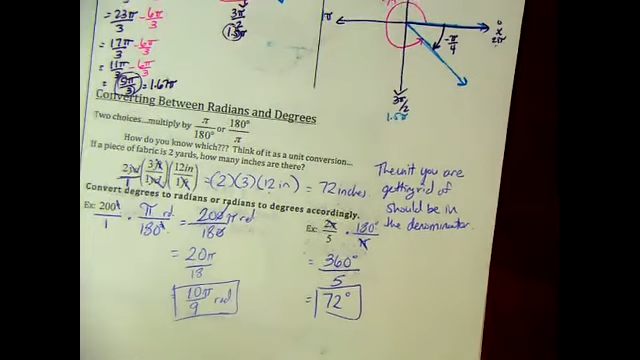 = 23π/3 - 6π/3
= 17π/3 - 6π/3
= 11π/3 - 6π/3
= 5π/3 = 1.67π
3π/2
1.5π
π
0
2π
-π/4
3π/2
1.5π
Converting Between Radians and Degrees
Two choices...multiply by π/180° or 180°/π
How do you know which??? Think of it as a unit conversion...
If a piece of fabric is 2 yards, how many inches are there?
2yd/1 (3ft/1yd)(12in/1ft) = (2)(3)(12in) = 72 inches
The unit you are
getting rid of
should be in
the denominator.
Convert degrees to radians or radians to degrees accordingly.
Ex: 200°/1 · π rd/180° = 200π rd/180
= 20π/18
= 10π/9 rad
Ex: 2π/5 · 180°/π
= 360°/5
= 72°